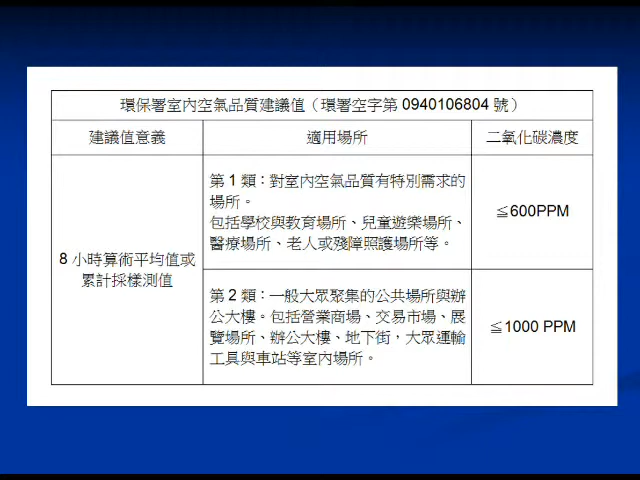 環保署室內空氣品質建議值（環署空字第 0940106804 號）
建議值意義
適用場所
二氧化碳濃度
8 小時算術平均值或
累計採樣測值
第 1 類：對室內空氣品質有特別需求的
場所。
包括學校與教育場所、兒童遊樂場所、
醫療場所、老人或殘障照護場所等。
≦600PPM
第 2 類：一般大眾聚集的公共場所與辦
公大樓。包括營業商場、交易市場、展
覽場所、辦公大樓、地下街，大眾運輸
工具與車站等室內場所。
≦1000 PPM